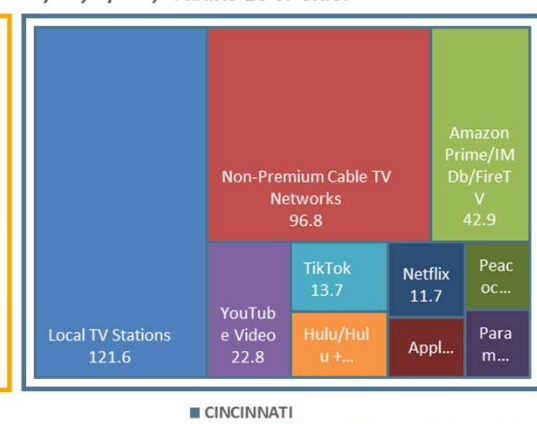 Local TV Stations
121.6
Non-Premium Cable TV
Networks
96.8
Amazon
Prime/IM
Db/FireT
V
42.9
YouTub
e Video
22.8
TikTok
13.7
Hulu/Hul
u +...
Netflix
11.7
Appl...
Peac
oc...
Para
m...
CINCINNATI